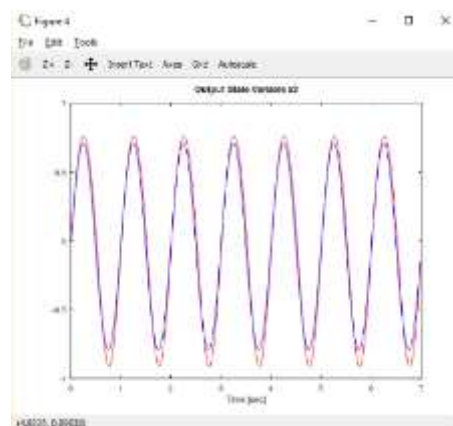 Figure 4
File Edit Tools
Z+ Z- Insert Text Axes Grid Autoscale
Output State Variable x2
1
0.5
0
-0.5
-1
0 1 2 3 4 5 6 7
Time [sec]